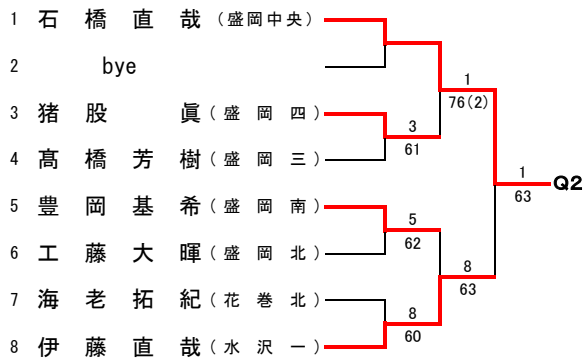 1 石橋直哉 (盛岡中央)
2 bye
3 猪股眞 (盛岡四)
4 髙橋芳樹 (盛岡三)
5 豊岡基希 (盛岡南)
6 工藤大暉 (盛岡北)
7 海老拓紀 (花巻北)
8 伊藤直哉 (水沢一)
3
61
5
62
8
60
1
76(2)
8
63
1
63
Q2